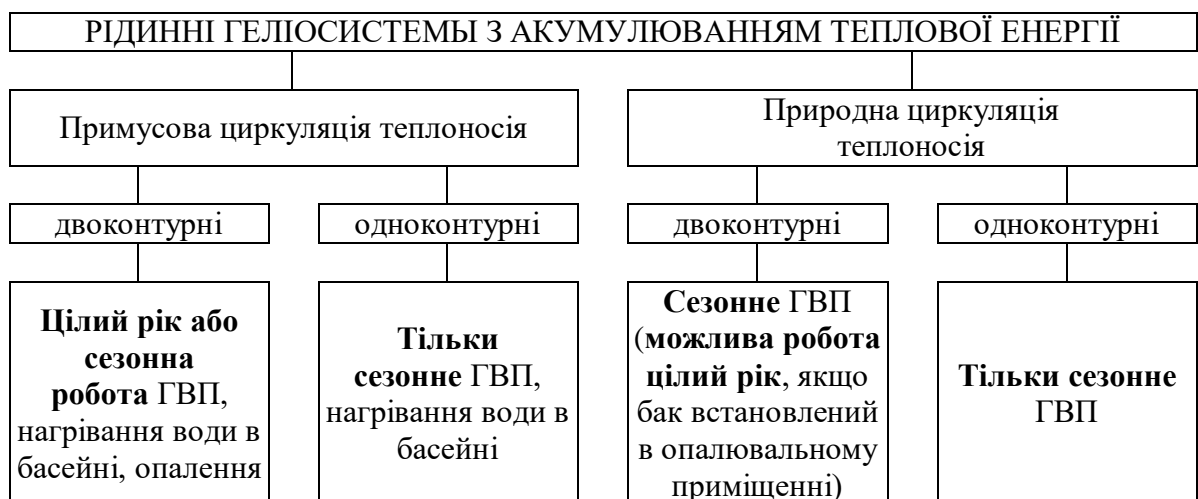 РІДИННІ ГЕЛІОСИСТЕМЫ З АКУМУЛЮВАННЯМ ТЕПЛОВОЇ ЕНЕРГІЇ
Примусова циркуляція теплоносія
Природна циркуляція
теплоносія
двоконтурні
одноконтурні
двоконтурні
одноконтурні
Цілий рік або
сезонна
робота ГВП,
нагрівання води в
басейні, опалення
Тільки
сезонне ГВП,
нагрівання води в
басейні
Сезонне ГВП
(можлива робота
цілий рік, якщо
бак встановлений
в опалювальному
приміщенні)
Тільки сезонне
ГВП